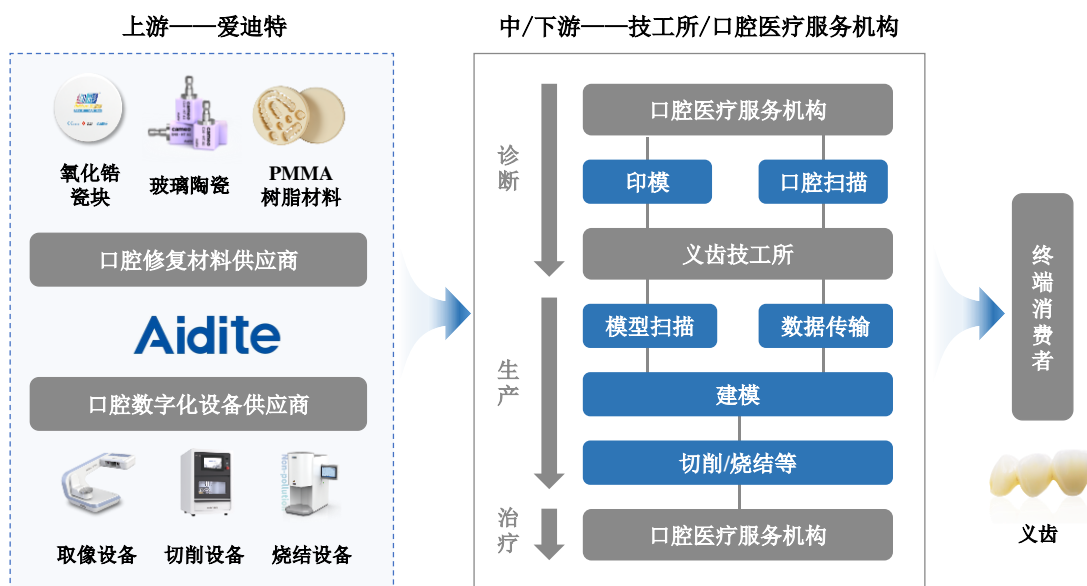 上游——爱迪特
中/下游——技工所/口腔医疗服务机构
氧化锆
瓷块
玻璃陶瓷
PMMA
树脂材料
口腔修复材料供应商
Aidite
口腔数字化设备供应商
Non-pollution
取像设备
切削设备
烧结设备
诊断
口腔医疗服务机构
印模
口腔扫描
义齿技工所
生产
模型扫描
数据传输
建模
切削/烧结等
治疗
口腔医疗服务机构
终端消费者
义齿